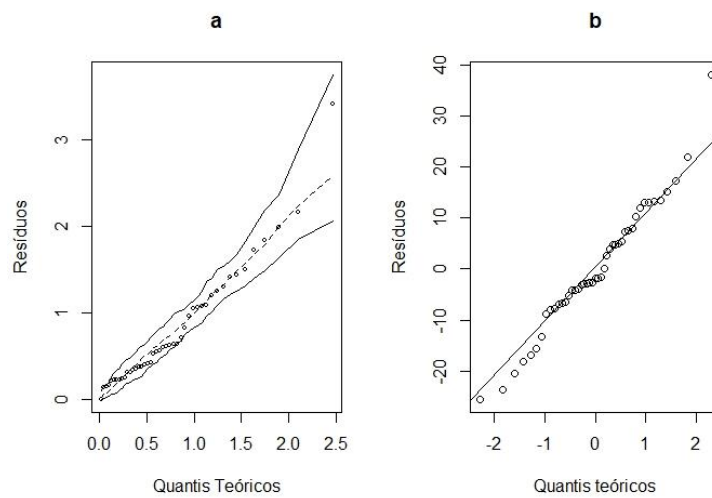 a
3
2
1
0
Resíduos
0.0 0.5 1.0 1.5 2.0 2.5
Quantis Teóricos
b
40
30
20
10
0
-10
-20
Resíduos
-2 -1 0 1 2
Quantis teóricos